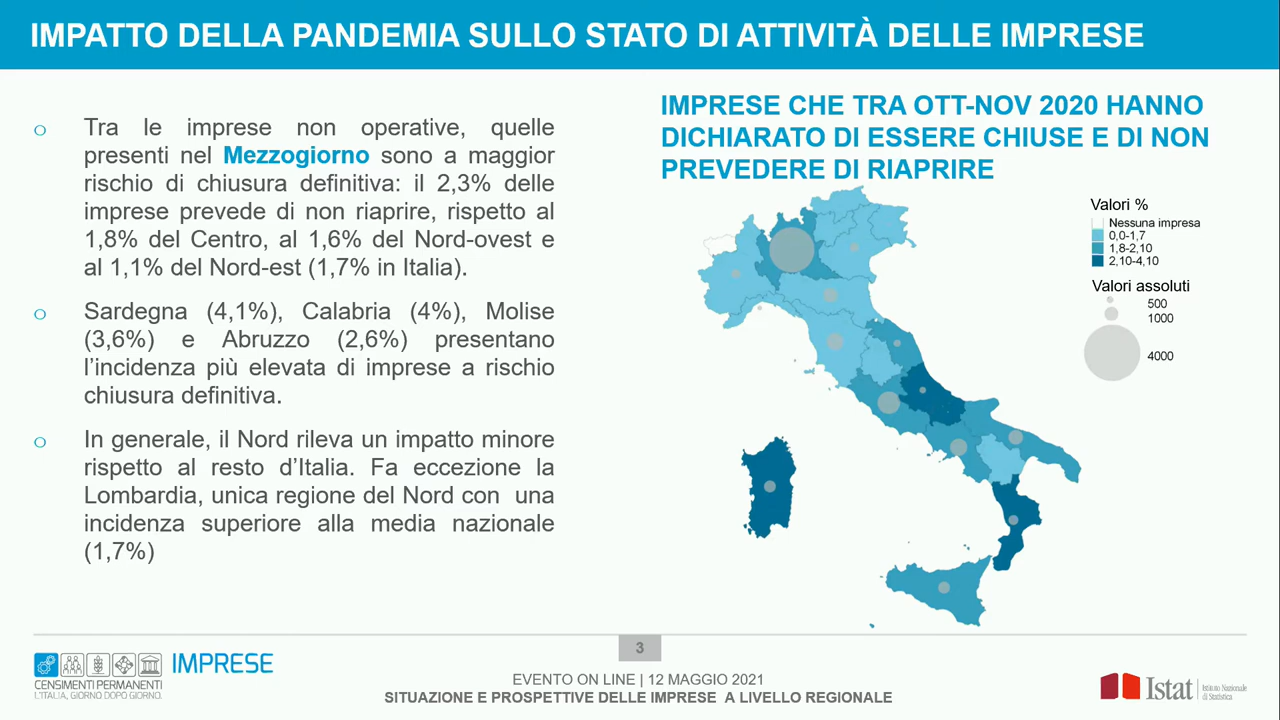 IMPATTO DELLA PANDEMIA SULLO STATO DI ATTIVITÀ DELLE IMPRESE
o Tra le imprese non operative, quelle
presenti nel Mezzogiorno sono a maggior
rischio di chiusura definitiva: il 2,3% delle
imprese prevede di non riaprire, rispetto al
1,8% del Centro, al 1,6% del Nord-ovest e
al 1,1% del Nord-est (1,7% in Italia).
o Sardegna (4,1%), Calabria (4%), Molise
(3,6%) e Abruzzo (2,6%) presentano
l’incidenza più elevata di imprese a rischio
chiusura definitiva.
o In generale, il Nord rileva un impatto minore
rispetto al resto d’Italia. Fa eccezione la
Lombardia, unica regione del Nord con una
incidenza superiore alla media nazionale
(1,7%)
IMPRESE CHE TRA OTT-NOV 2020 HANNO
DICHIARATO DI ESSERE CHIUSE E DI NON
PREVEDERE DI RIAPRIRE
Valori %
Nessuna impresa
0,0-1,7
1,8-2,10
2,10-4,10
Valori assoluti
500
1000
4000
3
IMPRESE
CENSIMENTI PERMANENTI
L'ITALIA, GIORNO DOPO GIORNO.
EVENTO ON LINE | 12 MAGGIO 2021
SITUAZIONE E PROSPETTIVE DELLE IMPRESE A LIVELLO REGIONALE
Istat
Istituto Nazionale
di Statistica